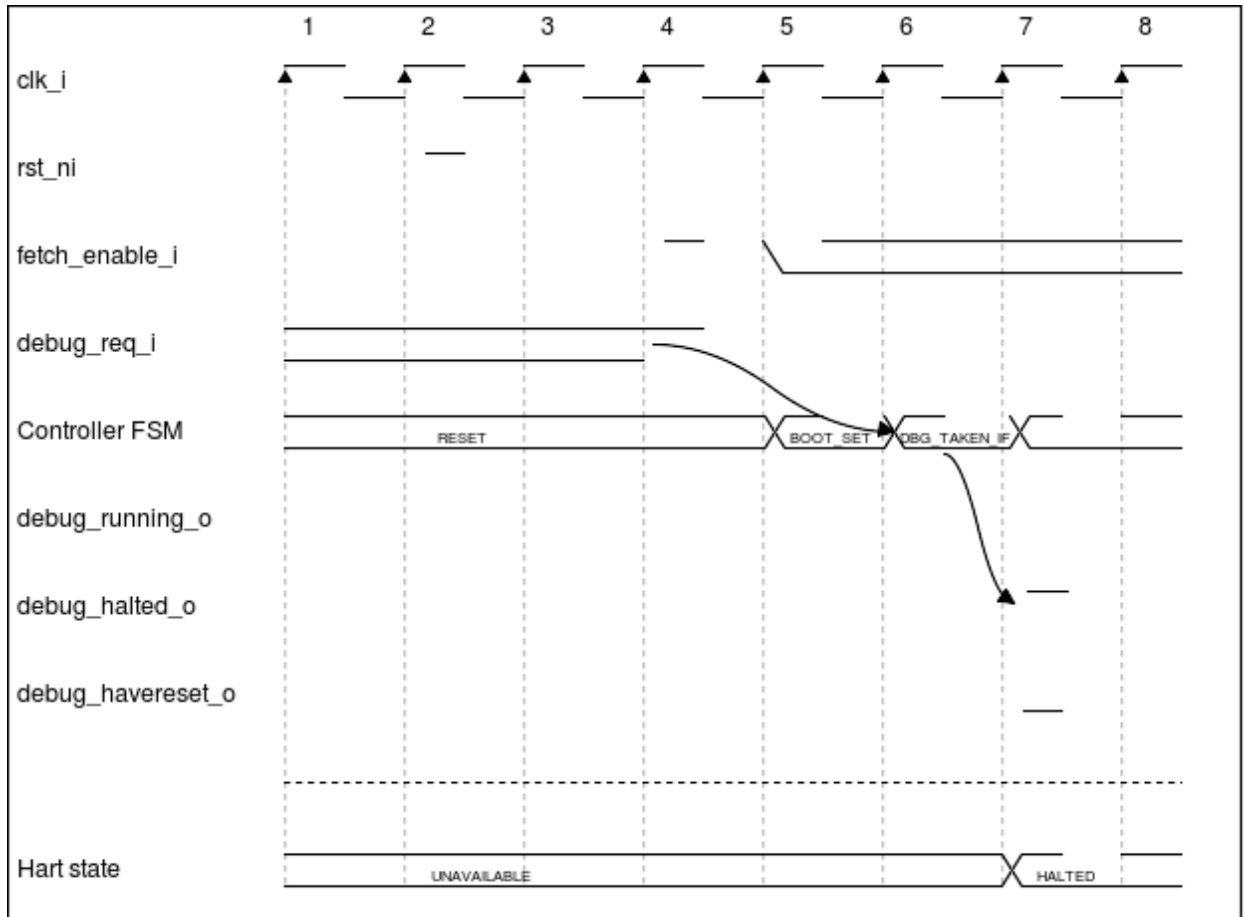 1 2 3 4 5 6 7 8
clk_i
rst_ni
fetch_enable_i
debug_req_i
Controller FSM RESET BOOT_SET DBG_TAKEN_IF
debug_running_o
debug_halted_o
debug_havereset_o
Hart state UNAVAILABLE HALTED